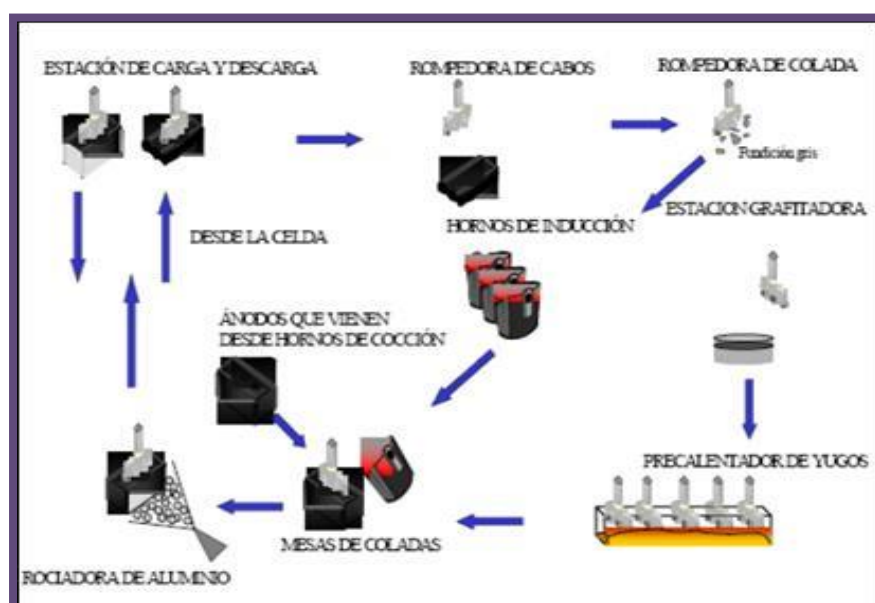 ESTACIÓN DE CARGA Y DESCARGA
ROMPEDORA DE CABOS
ROMPEDORA DE COLADA
Fundición gris
ESTACION GRAFITADORA
DESDE LA CELDA
HORNOS DE INDUCCIÓN
ÁNODOS QUE VIENEN
DESDE HORNOS DE COCCIÓN
PRECALENTADOR DE YUGOS
MESAS DE COLADAS
ROCIADORA DE ALUMINIO